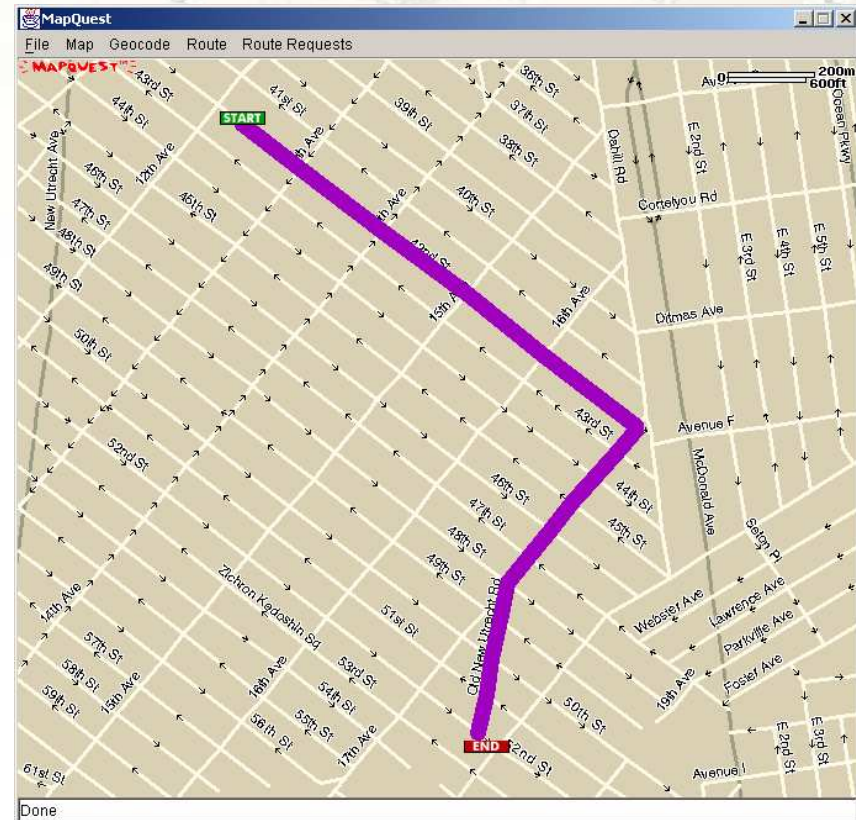 MapQuest
File Map Geocode Route Route Requests
MAPQUEST
43rd St
41st St
36th St
0 200m
600ft
44th St
START
39th St
37th St
Ocean Pkwy
New Utrecht Ave
12th Ave
38th St
Dahill Rd
E 2nd St
46th St
45th St
40th St
Cortelyou Rd
47th St
48th St
42nd St
E 3rd St
E 4th St
E 5th St
49th St
16th Ave
Ditmas Ave
50th St
43rd St
Avenue F
52nd St
46th St
44th St
McDonald Ave
47th St
45th St
48th St
Seton Pl
49th St
14th Ave
Zichron Kedoshin Sq
Old New Utrecht Rd
51st St
Webster Ave
Lawrence Ave
57th St
Parkville Ave
58th St
16th Ave
53rd St
19th Ave
Foster Ave
59th St
15th Ave
54th St
50th St
55th St
56th St
17th Ave
END
52nd St
E 2nd St
E 3rd St
61st St
Avenue I
Done